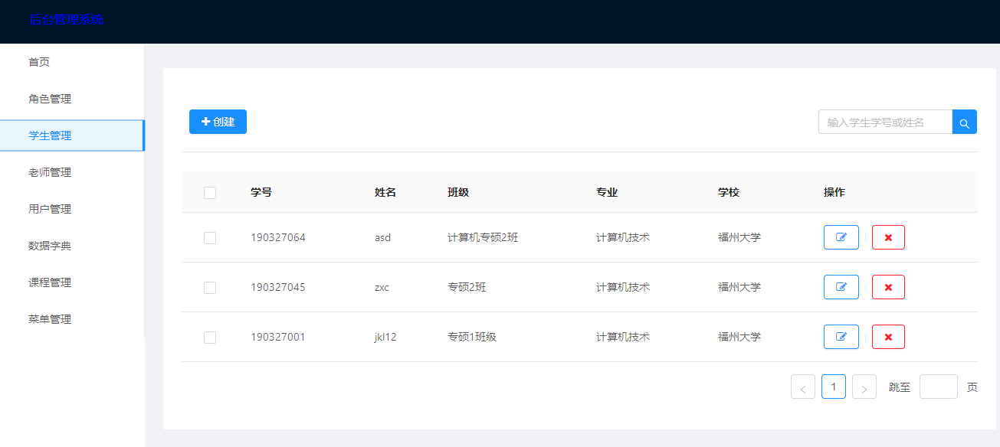 后台管理系统
首页
角色管理
学生管理
老师管理
用户管理
数据字典
课程管理
菜单管理
创建
输入学生学号或姓名
学号 姓名 班级 专业 学校 操作
190327064 asd 计算机专硕2班 计算机技术 福州大学
190327045 zxc 专硕2班 计算机技术 福州大学
190327001 jkl12 专硕1班级 计算机技术 福州大学
1 跳至 页